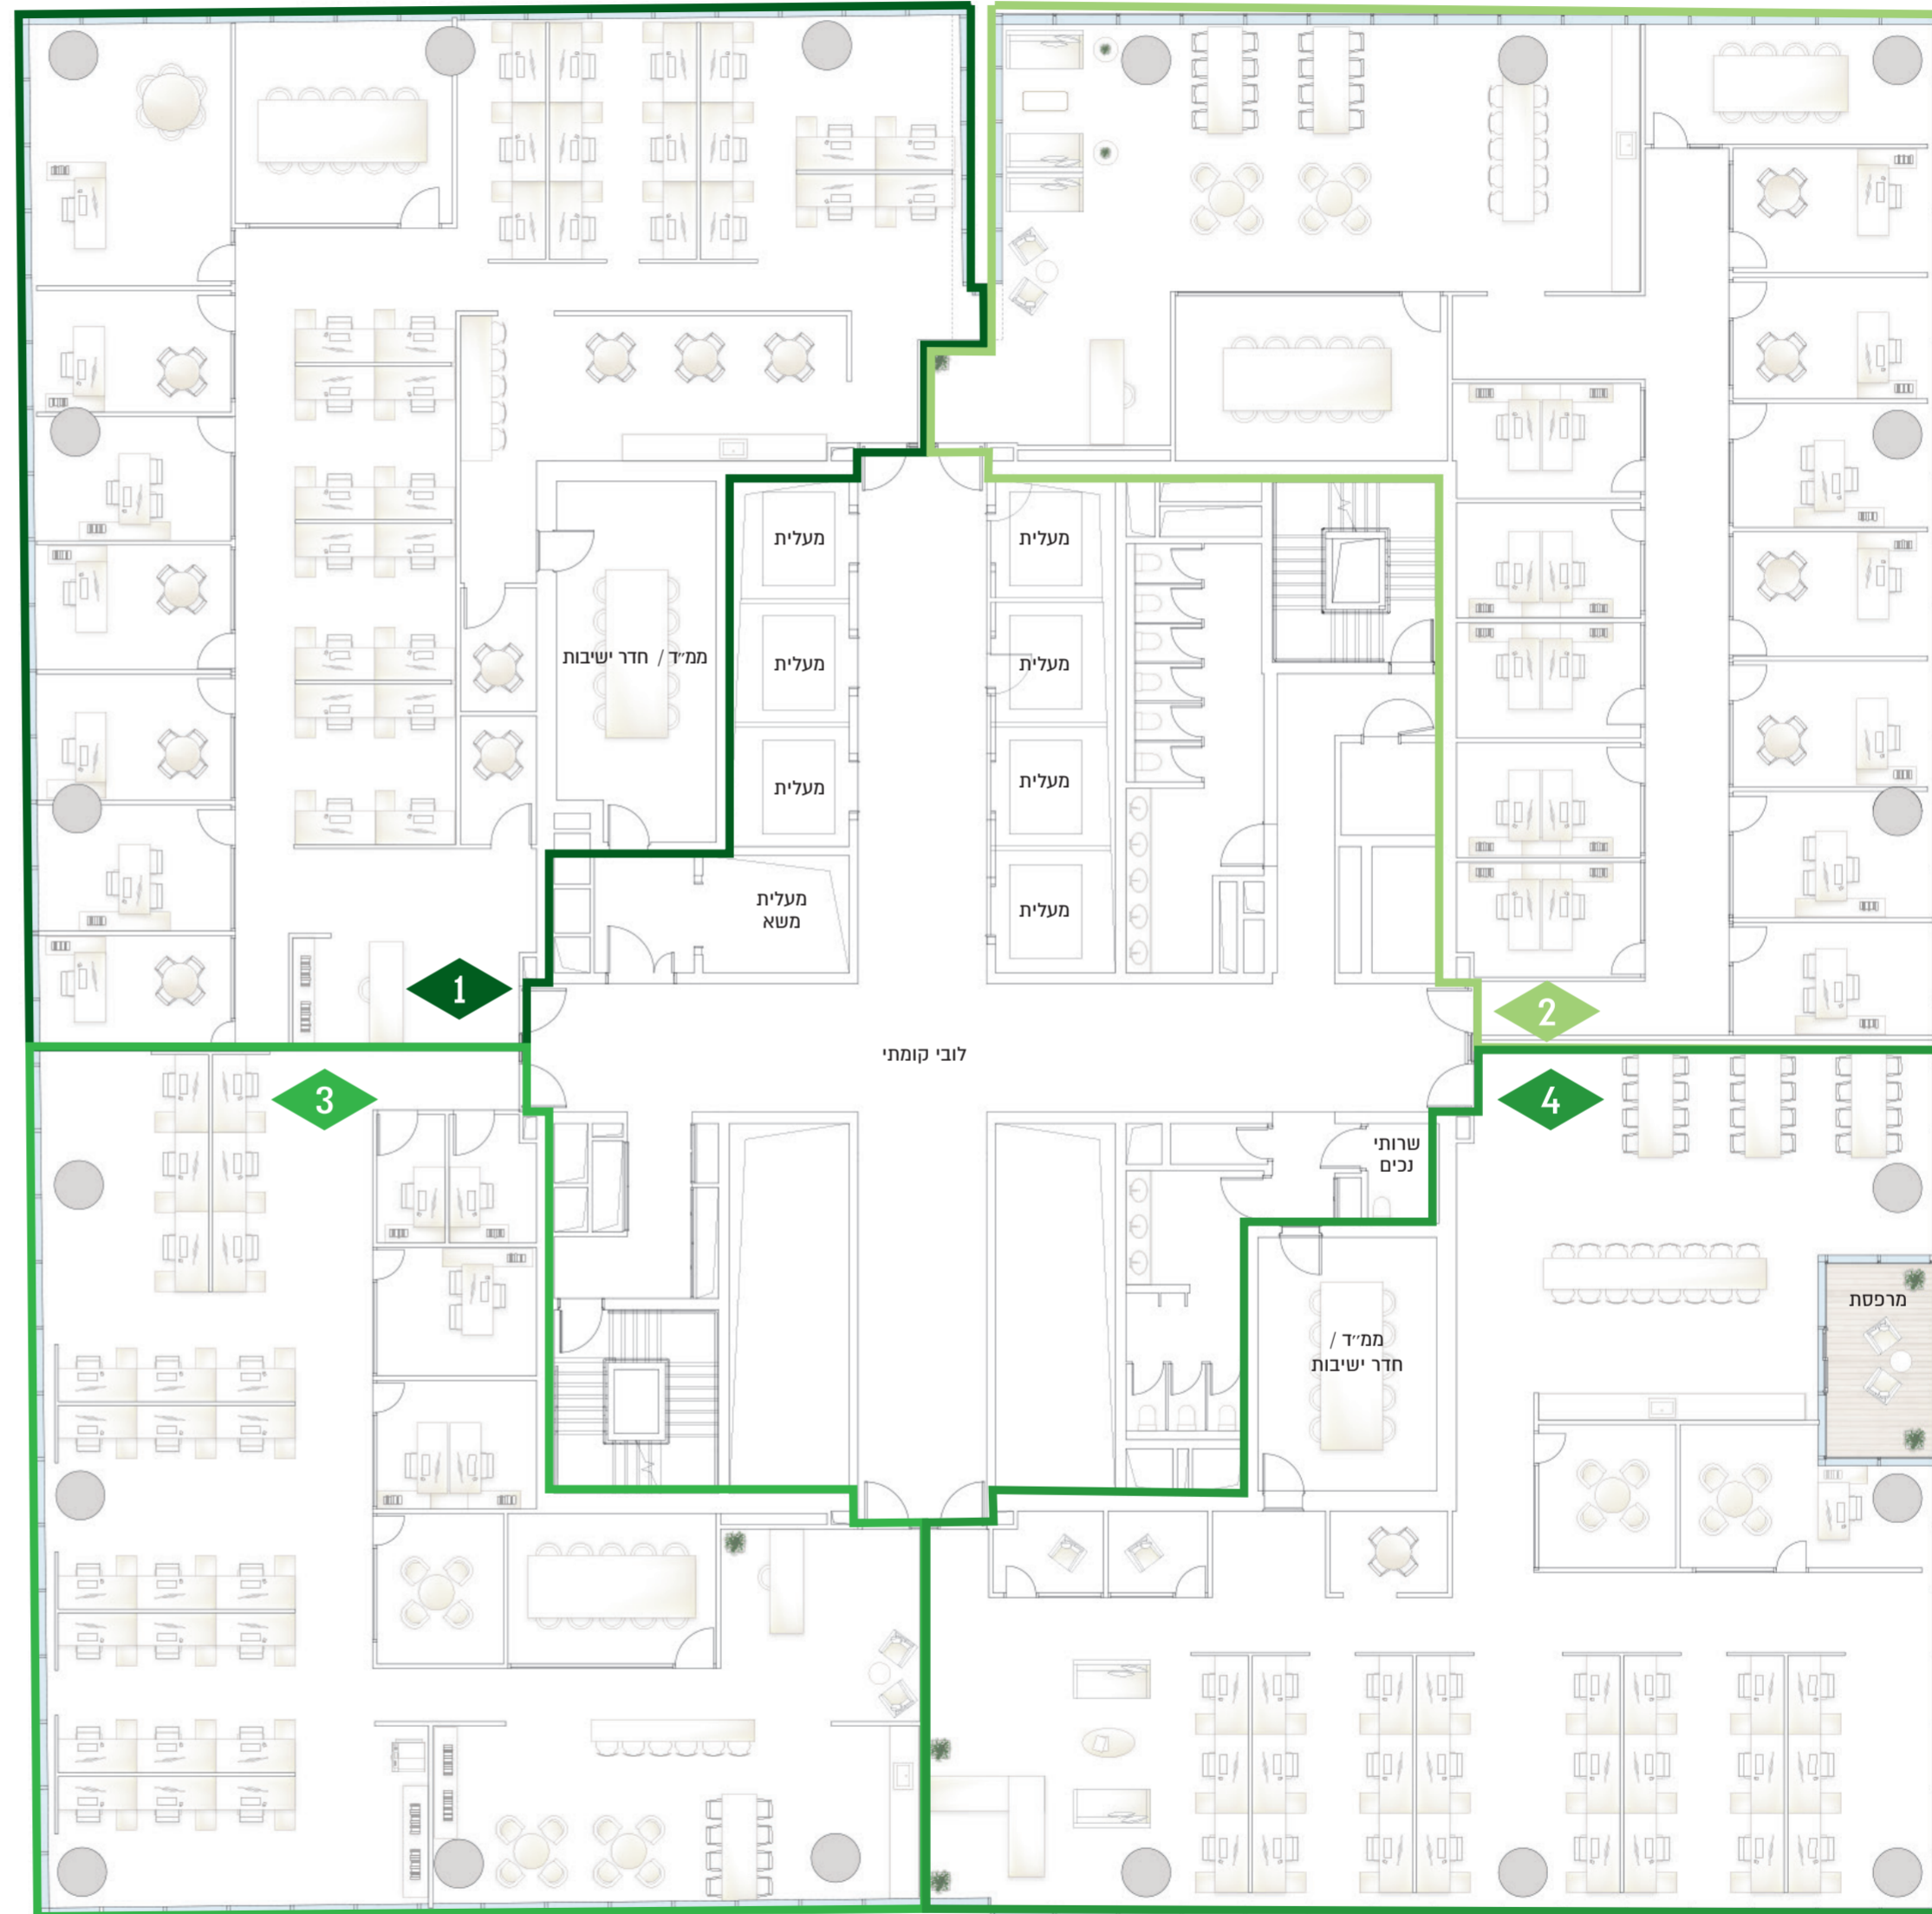 מעלית
מעלית
מעלית
מעלית
ממ״ד / חדר ישיבות
מעלית
מעלית
מעלית
מעלית
משא
1
2
לובי קומתי
3
4
שרותי
נכים
מרפסת
ממ״ד /
חדר ישיבות